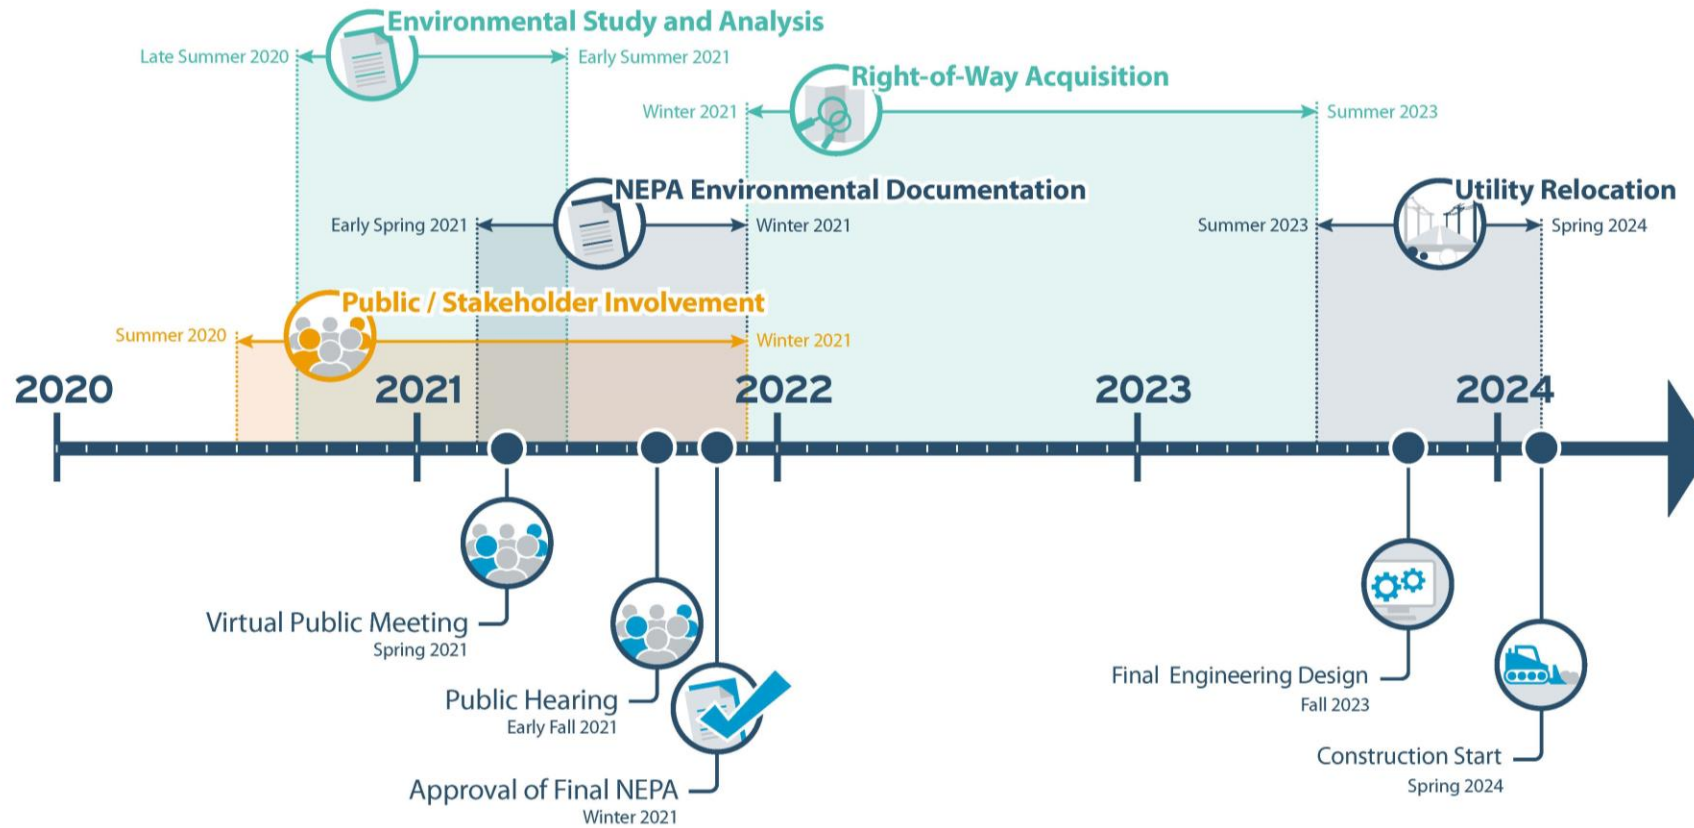 Environmental Study and Analysis
Late Summer 2020
Early Summer 2021
Right-of-Way Acquisition
Winter 2021
Summer 2023
NEPA Environmental Documentation
Early Spring 2021
Winter 2021
Utility Relocation
Summer 2023
Spring 2024
Public / Stakeholder Involvement
Summer 2020
Winter 2021
2020
2021
2022
2023
2024
Virtual Public Meeting
Spring 2021
Public Hearing
Early Fall 2021
Approval of Final NEPA
Winter 2021
Final Engineering Design
Fall 2023
Construction Start
Spring 2024